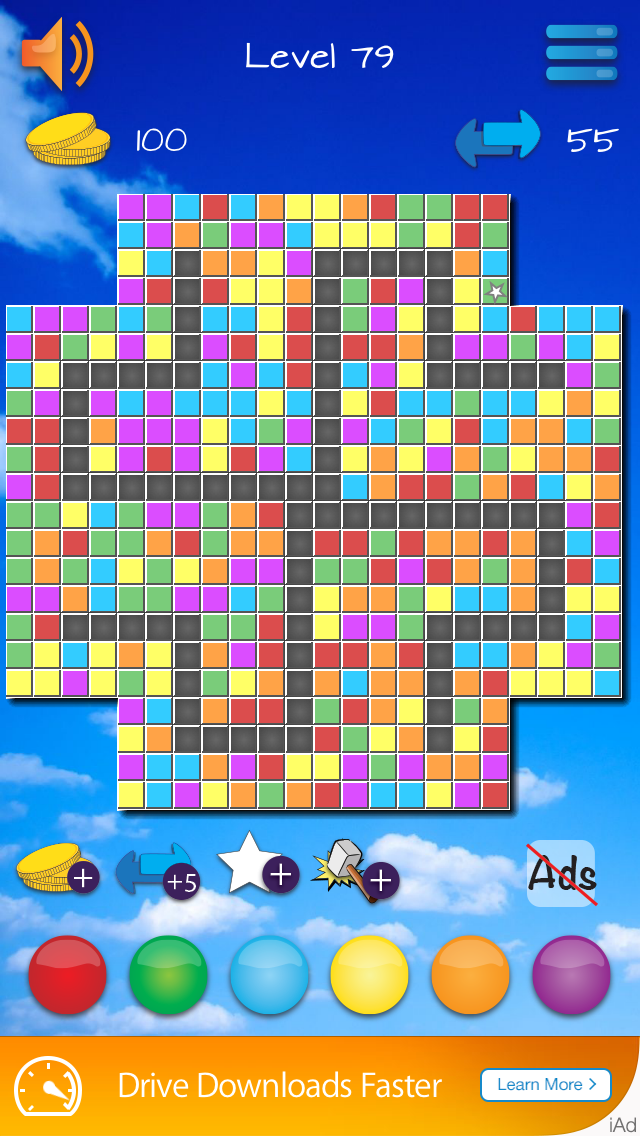 Level 79
100
55
+
+5
+
+
Ads
Drive Downloads Faster
Learn More >
iAd